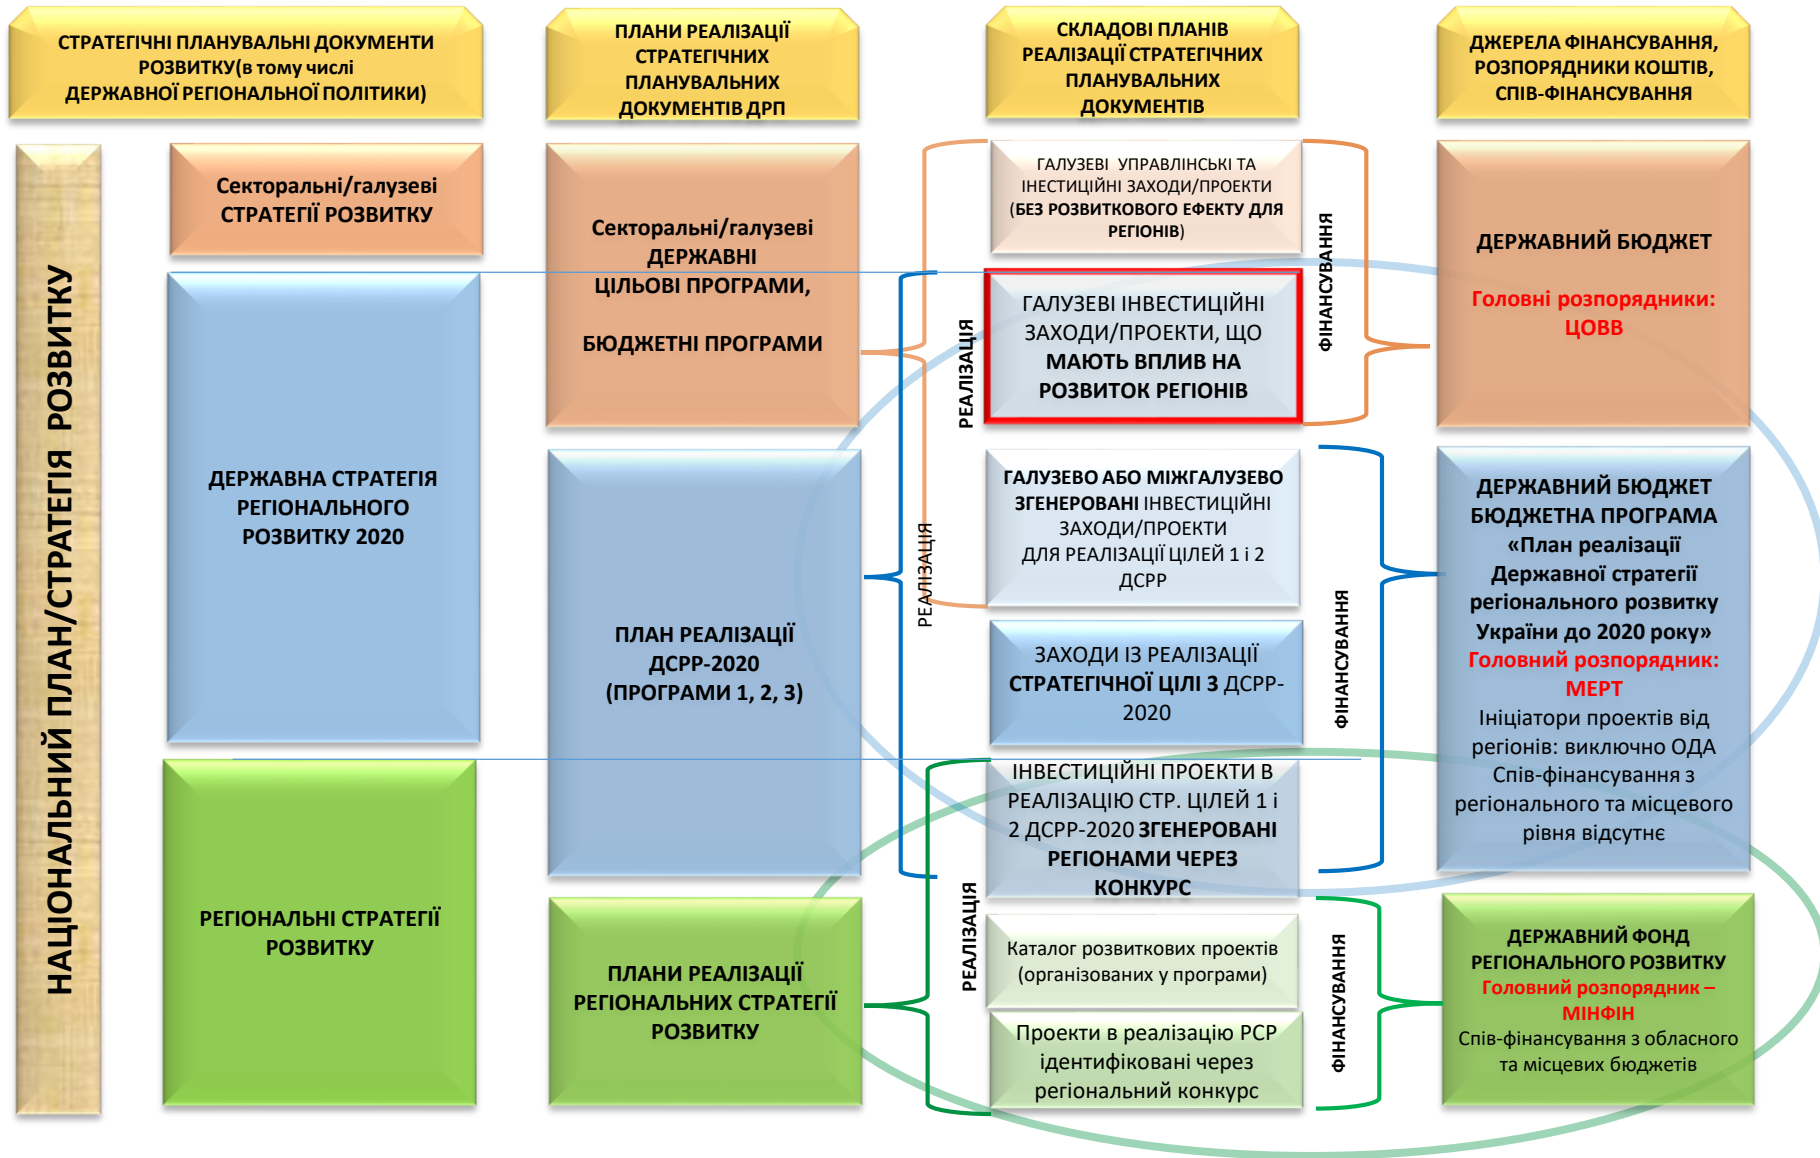 СТРАТЕГІЧНІ ПЛАНУВАЛЬНІ ДОКУМЕНТИ
РОЗВИТКУ(в тому числі
ДЕРЖАВНОЇ РЕГІОНАЛЬНОЇ ПОЛІТИКИ)
ПЛАНИ РЕАЛІЗАЦІЇ
СТРАТЕГІЧНИХ
ПЛАНУВАЛЬНИХ
ДОКУМЕНТІВ ДРП
СКЛАДОВІ ПЛАНІВ
РЕАЛІЗАЦІЇ СТРАТЕГІЧНИХ
ПЛАНУВАЛЬНИХ
ДОКУМЕНТІВ
ДЖЕРЕЛА ФІНАНСУВАННЯ,
РОЗПОРЯДНИКИ КОШТІВ,
СПІВ-ФІНАНСУВАННЯ
НАЦІОНАЛЬНИЙ ПЛАН/СТРАТЕГІЯ РОЗВИТКУ
Секторальні/галузеві
СТРАТЕГІЇ РОЗВИТКУ
ДЕРЖАВНА СТРАТЕГІЯ
РЕГІОНАЛЬНОГО
РОЗВИТКУ 2020
РЕГІОНАЛЬНІ СТРАТЕГІЇ
РОЗВИТКУ
Секторальні/галузеві
ДЕРЖАВНІ
ЦІЛЬОВІ ПРОГРАМИ,
БЮДЖЕТНІ ПРОГРАМИ
ПЛАН РЕАЛІЗАЦІЇ
ДСРР-2020
(ПРОГРАМИ 1, 2, 3)
ПЛАНИ РЕАЛІЗАЦІЇ
РЕГІОНАЛЬНИХ СТРАТЕГІЇ
РОЗВИТКУ
РЕАЛІЗАЦІЯ
РЕАЛІЗАЦІЯ
РЕАЛІЗАЦІЯ
ГАЛУЗЕВІ УПРАВЛІНСЬКІ ТА
ІНЕСТИЦІЙНІ ЗАХОДИ/ПРОЕКТИ
(БЕЗ РОЗВИТКОВОГО ЕФЕКТУ ДЛЯ
РЕГІОНІВ)
ГАЛУЗЕВІ ІНВЕСТИЦІЙНІ
ЗАХОДИ/ПРОЕКТИ, ЩО
МАЮТЬ ВПЛИВ НА
РОЗВИТОК РЕГІОНІВ
ГАЛУЗЕВО АБО МІЖГАЛУЗЕВО
ЗГЕНЕРОВАНІ ІНВЕСТИЦІЙНІ
ЗАХОДИ/ПРОЕКТИ
ДЛЯ РЕАЛІЗАЦІЇ ЦІЛЕЙ 1 і 2
ДСРР
ЗАХОДИ ІЗ РЕАЛІЗАЦІЇ
СТРАТЕГІЧНОЇ ЦІЛІ 3 ДСРР-
2020
ІНВЕСТИЦІЙНІ ПРОЕКТИ В
РЕАЛІЗАЦІЮ СТР. ЦІЛЕЙ 1 і
2 ДСРР-2020 ЗГЕНЕРОВАНІ
РЕГІОНАМИ ЧЕРЕЗ
КОНКУРС
Каталог розвиткових проектів
(організованих у програми)
Проекти в реалізацію РСР
ідентифіковані через
регіональний конкурс
ФІНАНСУВАННЯ
ФІНАНСУВАННЯ
ФІНАНСУВАННЯ
ДЕРЖАВНИЙ БЮДЖЕТ
Головні розпорядники:
ЦОВВ
ДЕРЖАВНИЙ БЮДЖЕТ
БЮДЖЕТНА ПРОГРАМА
«План реалізації
Державної стратегії
регіонального розвитку
України до 2020 року»
Головний розпорядник:
МЕРТ
Ініціатори проектів від
регіонів: виключно ОДА
Спів-фінансування з
регіонального та місцевого
рівня відсутнє
ДЕРЖАВНИЙ ФОНД
РЕГІОНАЛЬНОГО РОЗВИТКУ
Головний розпорядник –
МІНФІН
Спів-фінансування з обласного
та місцевих бюджетів